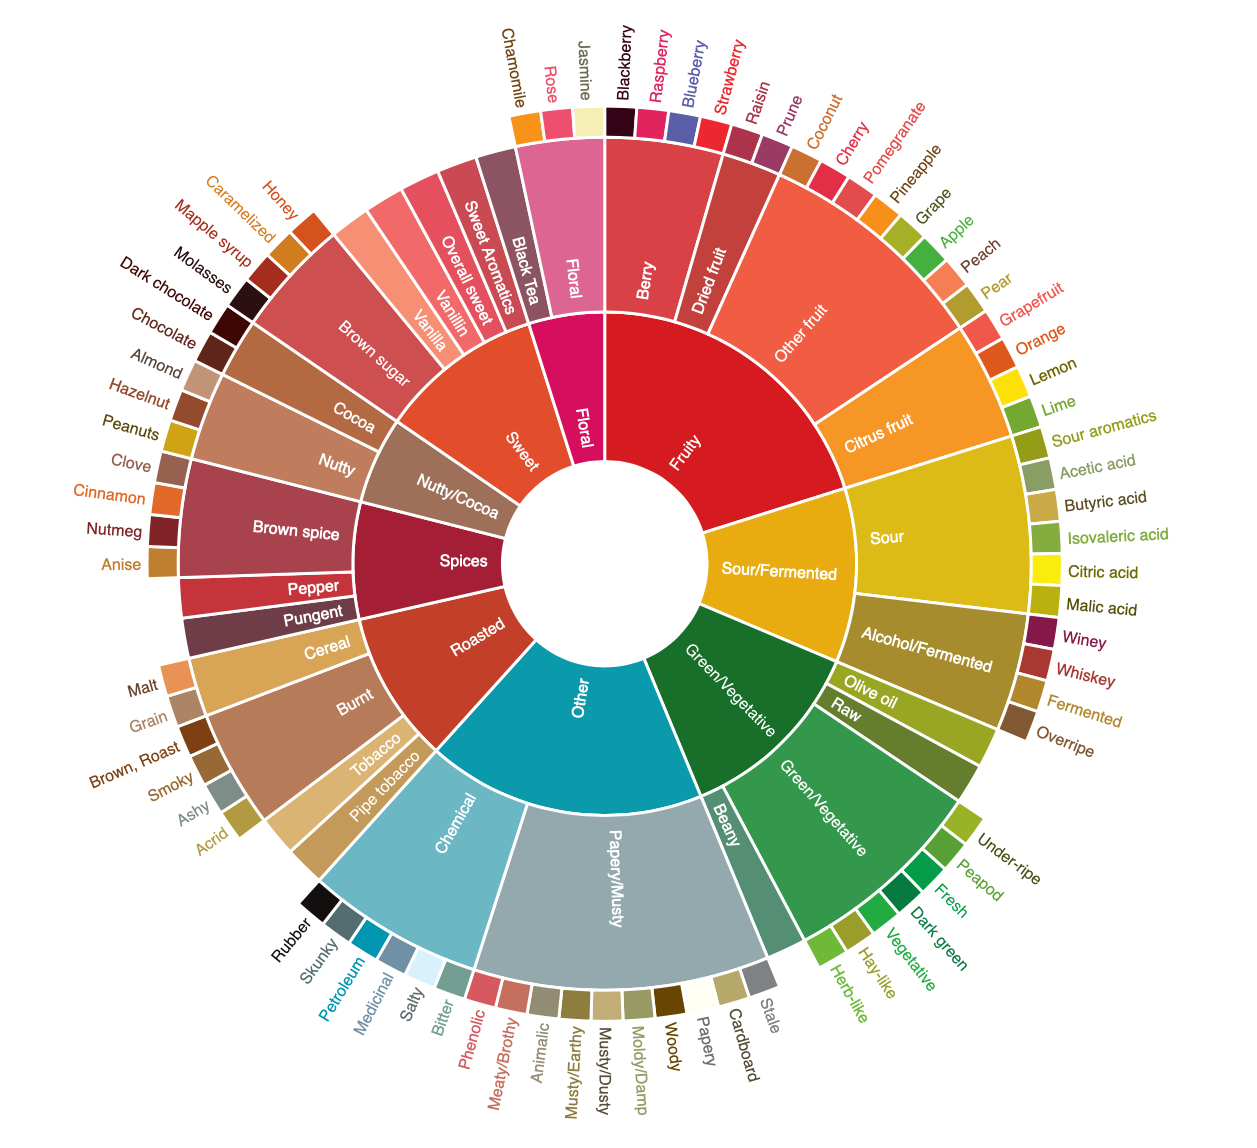 Blackberry
Raspberry
Blueberry
Strawberry
Raisin
Prune
Coconut
Cherry
Pomegranate
Pineapple
Grape
Apple
Peach
Pear
Grapefruit
Orange
Lemon
Lime
Sour aromatics
Acetic acid
Butyric acid
Isovaleric acid
Citric acid
Malic acid
Winey
Whiskey
Fermented
Overripe
Under-ripe
Peapod
Fresh
Dark green
Vegetative
Hay-like
Herb-like
Stale
Cardboard
Papery
Woody
Moldy/Damp
Musty/Dusty
Musty/Earthy
Animalic
Meaty/Brothy
Phenolic
Bitter
Salty
Medicinal
Petroleum
Skunky
Rubber
Acrid
Ashy
Smoky
Brown, Roast
Grain
Malt
Anise
Nutmeg
Cinnamon
Clove
Peanuts
Hazelnut
Almond
Chocolate
Dark chocolate
Molasses
Mapple syrup
Caramelized
Honey
Chamomile
Rose
Jasmine
Berry
Dried fruit
Other fruit
Citrus fruit
Sour
Alcohol/Fermented
Olive oil
Raw
Green/Vegetative
Beany
Papery/Musty
Chemical
Pipe tobacco
Tobacco
Burnt
Cereal
Pungent
Pepper
Brown spice
Nutty
Cocoa
Brown sugar
Vanilla
Vanillin
Overall sweet
Sweet Aromatics
Black Tea
Floral
Fruity
Sour/Fermented
Green/Vegetative
Other
Roasted
Spices
Nutty/Cocoa
Sweet
Floral